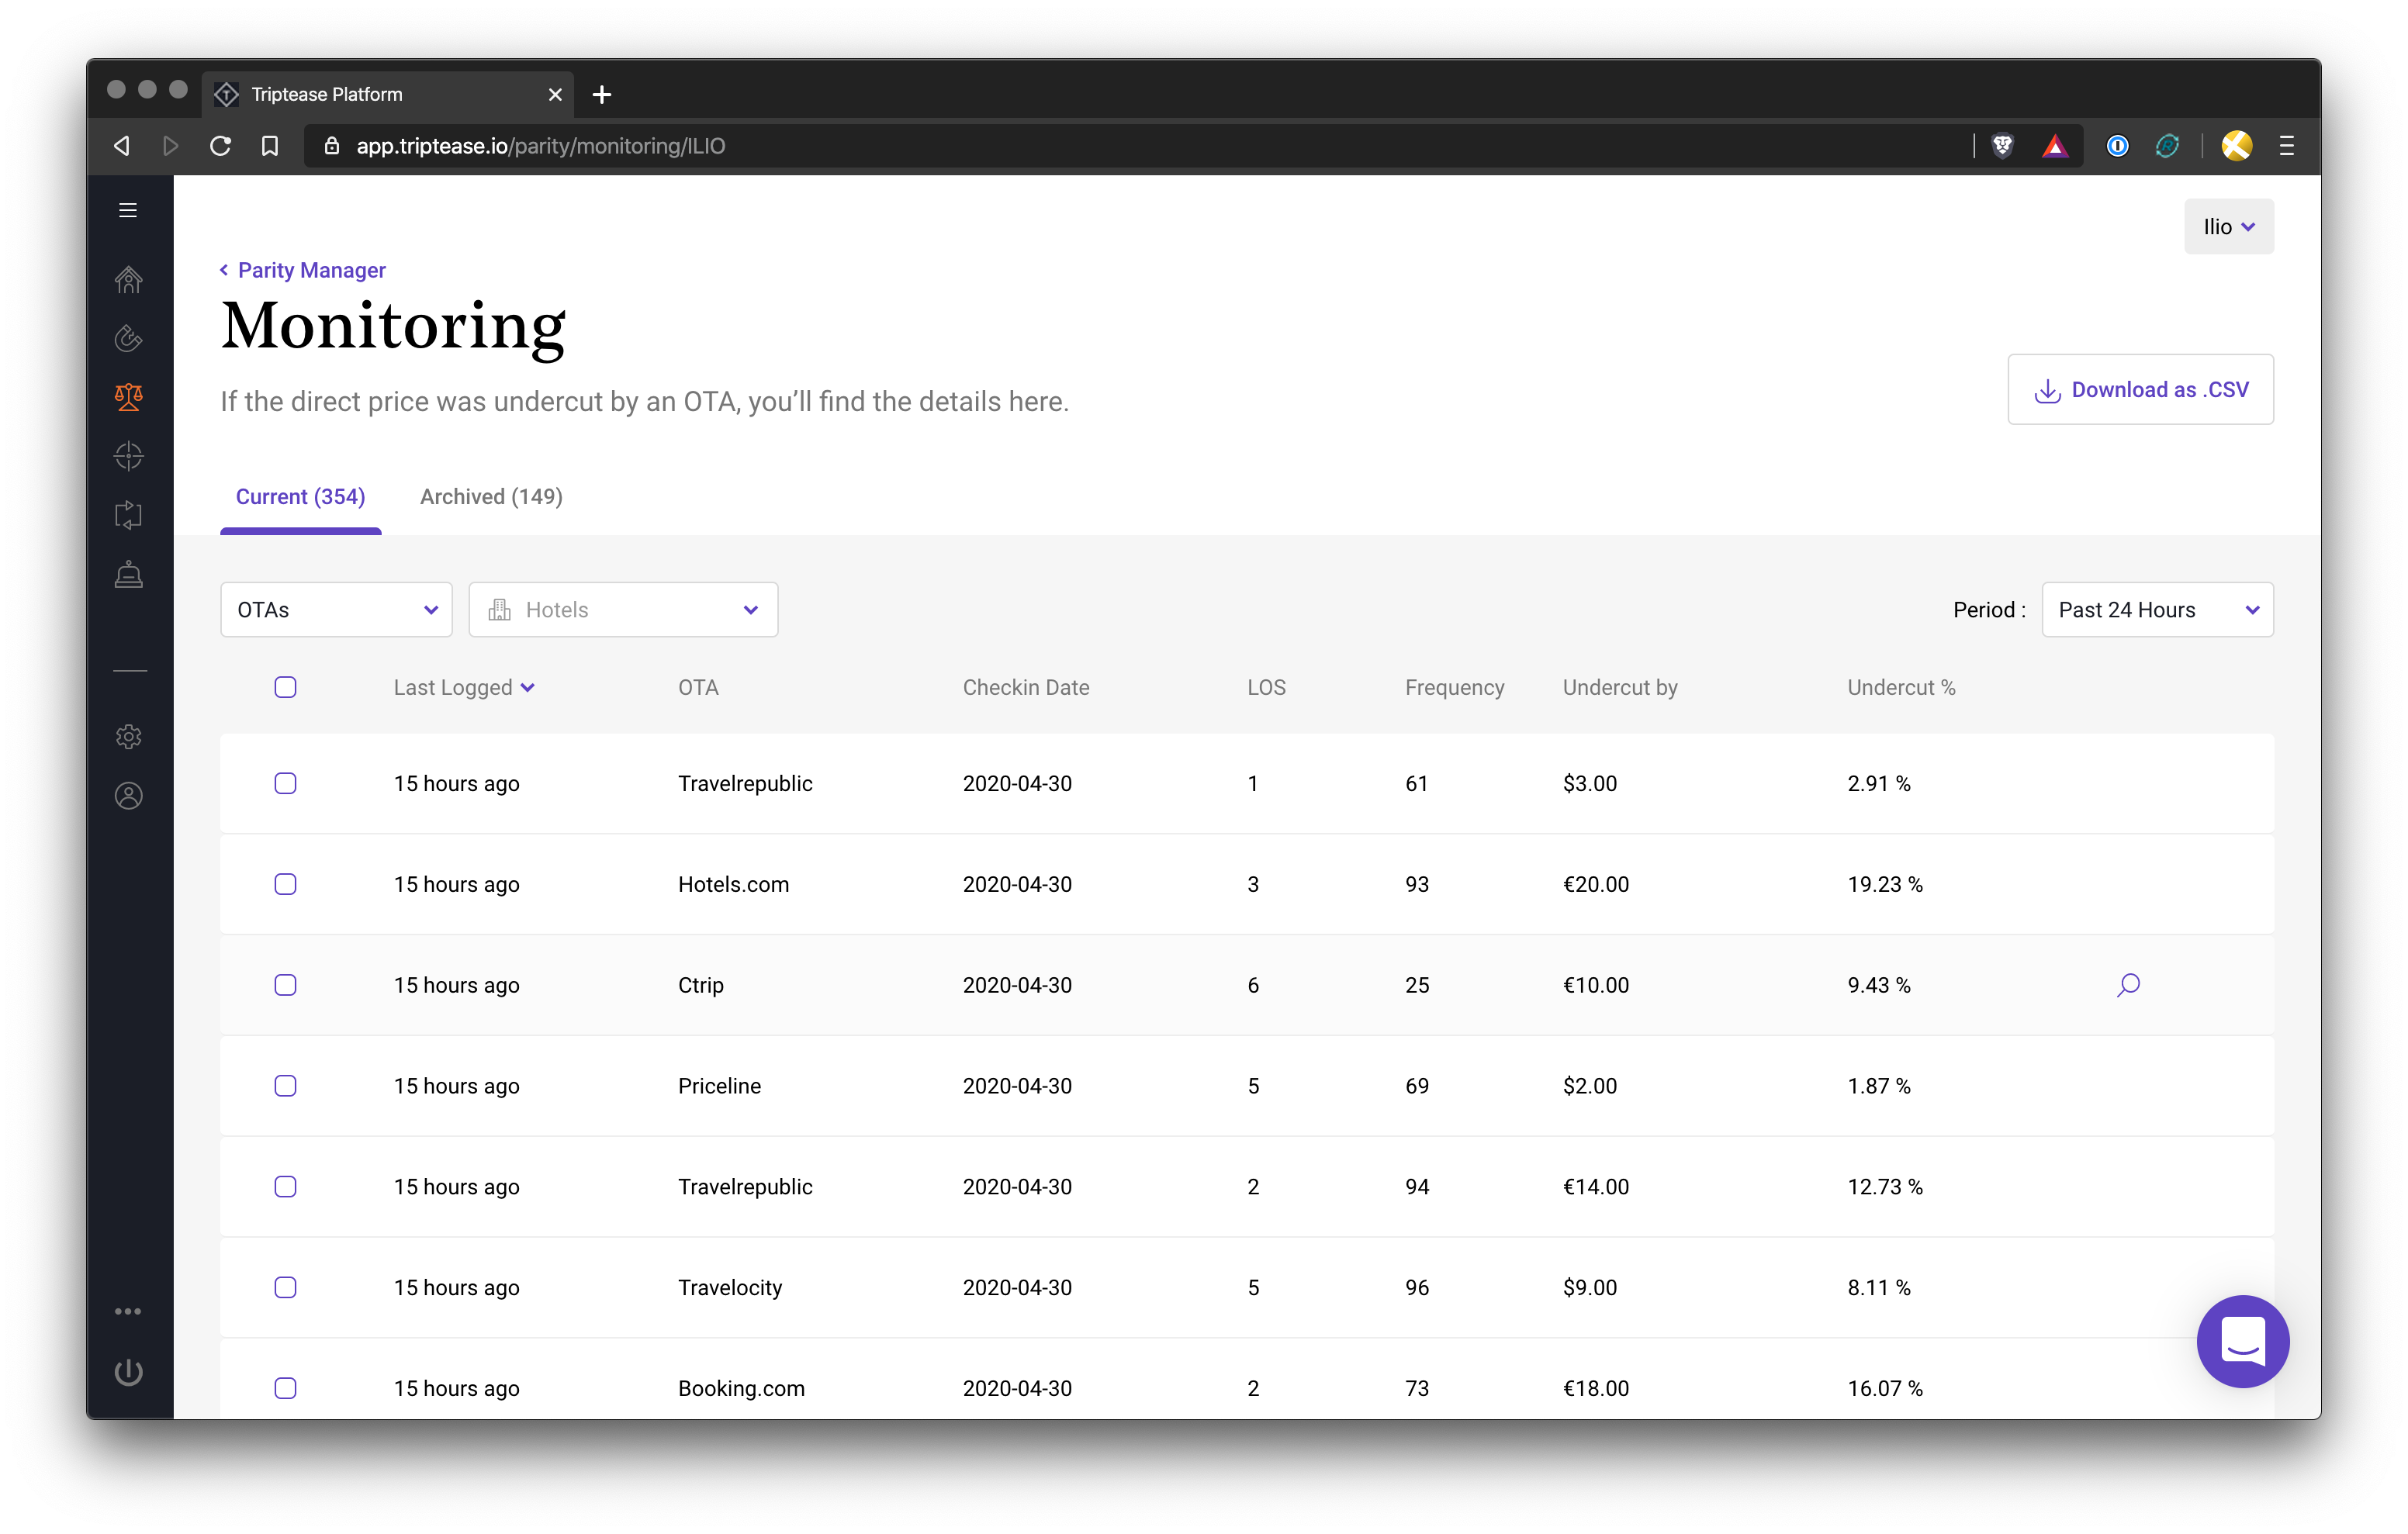 Triptease Platform
app.triptease.io/parity/monitoring/ILIO
Ilio
Parity Manager
Monitoring
If the direct price was undercut by an OTA, you’ll find the details here.
Download as .CSV
Current (354) Archived (149)
OTAs Hotels Period : Past 24 Hours
Last Logged OTA Checkin Date LOS Frequency Undercut by Undercut %
15 hours ago Travelrepublic 2020-04-30 1 61 $3.00 2.91 %
15 hours ago Hotels.com 2020-04-30 3 93 €20.00 19.23 %
15 hours ago Ctrip 2020-04-30 6 25 €10.00 9.43 %
15 hours ago Priceline 2020-04-30 5 69 $2.00 1.87 %
15 hours ago Travelrepublic 2020-04-30 2 94 €14.00 12.73 %
15 hours ago Travelocity 2020-04-30 5 96 $9.00 8.11 %
15 hours ago Booking.com 2020-04-30 2 73 €18.00 16.07 %